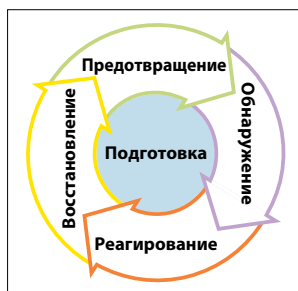 Предотвращение
Обнаружение
Подготовка
Восстановление
Реагирование